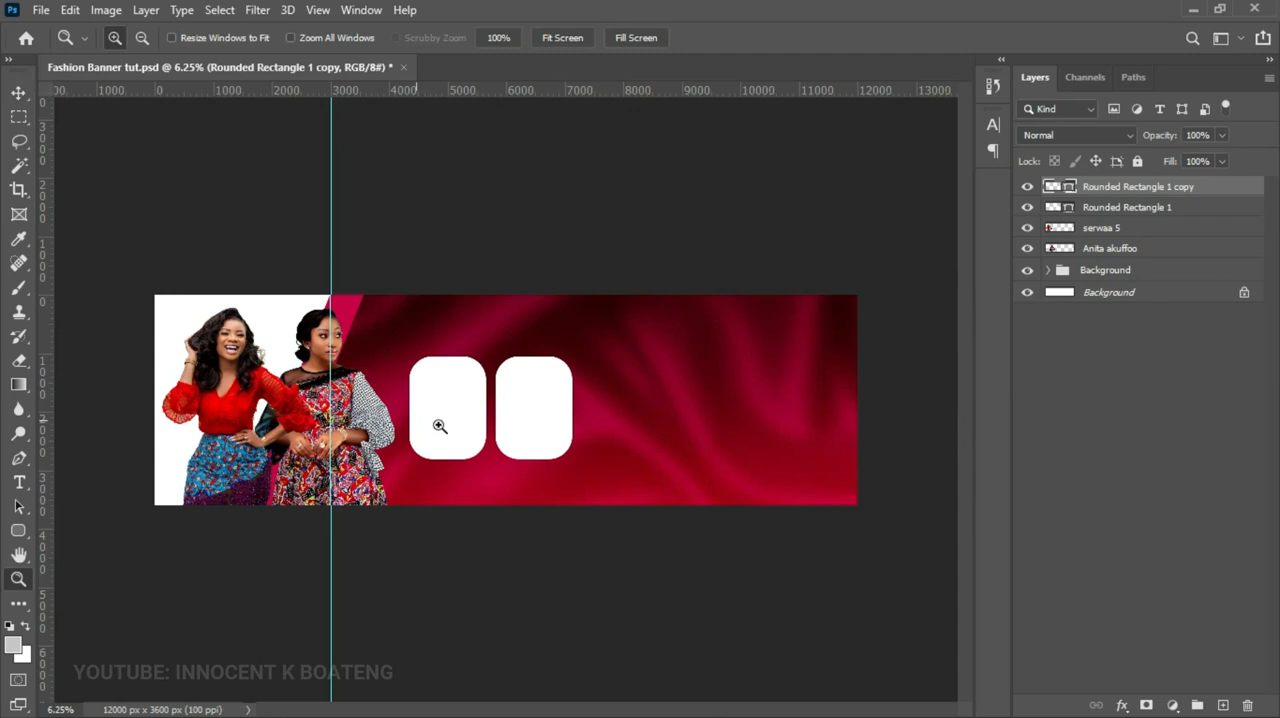 Ps File Edit Image Layer Type Select Filter 3D View Window Help
Resize Windows to Fit Zoom All Windows Scrubby Zoom 100% Fit Screen Fill Screen
Fashion Banner tut.psd @ 6.25% (Rounded Rectangle 1 copy, RGB/8#) * ×
00 1000 0 1000 2000 3000 4000 5000 6000 7000 8000 9000 10000 11000 12000 13000
Layers Channels Paths
Kind
Normal Opacity: 100%
Lock: Fill: 100%
Rounded Rectangle 1 copy
Rounded Rectangle 1
serwaa 5
Anita akuffoo
Background
Background
YOUTUBE: INNOCENT K BOATENG
6.25% 12000 px x 3600 px (100 ppi)